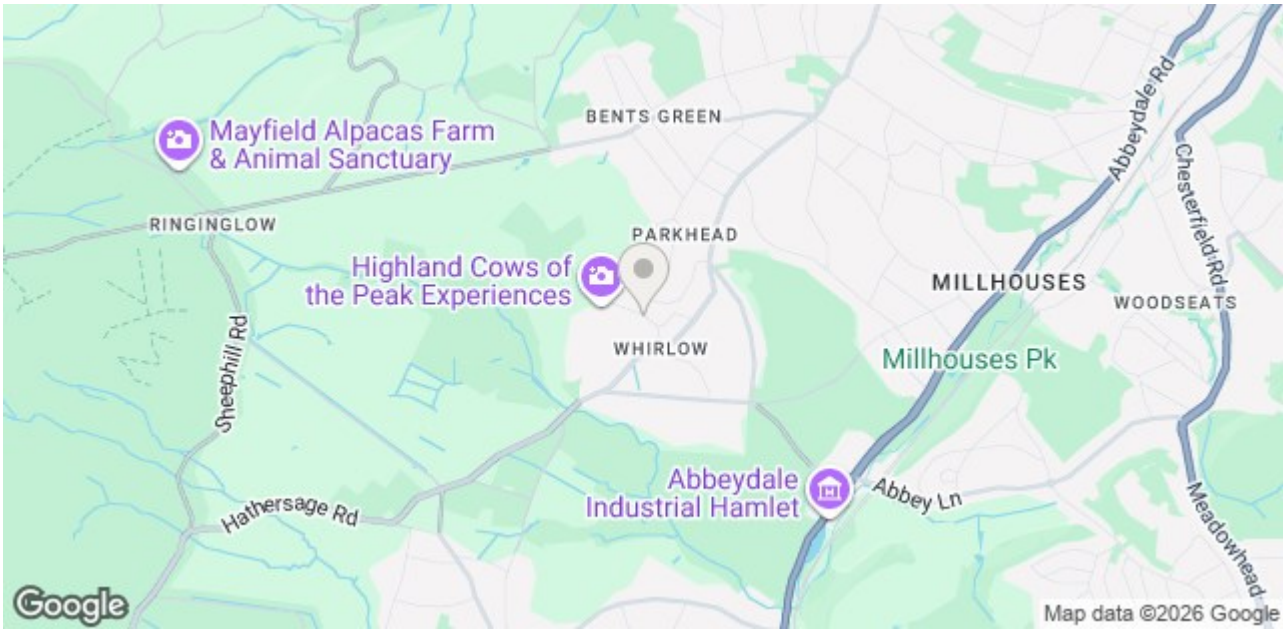 BENTS GREEN
Mayfield Alpacas Farm
& Animal Sanctuary
Abbeydale Rd
Chesterfield Rd
RINGINGLOW
PARKHEAD
Highland Cows of
the Peak Experiences
MILLHOUSES
WOODSEATS
WHIRLOW
Millhouses Pk
Sheephill Rd
Abbeydale
Industrial Hamlet
Abbey Ln
Hathersage Rd
Meadowhead
Google
Map data ©2026 Google